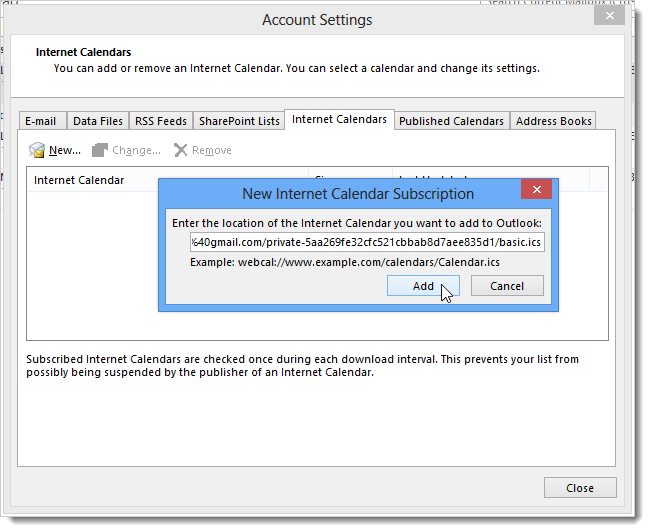 Account Settings
Internet Calendars
You can add or remove an Internet Calendar. You can select a calendar and change its settings.
E-mail Data Files RSS Feeds SharePoint Lists Internet Calendars Published Calendars Address Books
New... Change... Remove
Internet Calendar
New Internet Calendar Subscription
Enter the location of the Internet Calendar you want to add to Outlook:
%40gmail.com/private-5aa269fe32cfc521cbbab8d7aee835d1/basic.ics
Example: webcal://www.example.com/calendars/Calendar.ics
Add Cancel
Subscribed Internet Calendars are checked once during each download interval. This prevents your list from
possibly being suspended by the publisher of an Internet Calendar.
Close